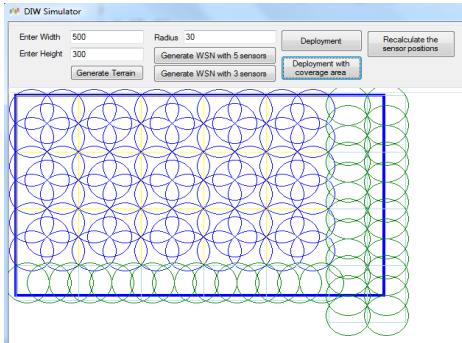 DIW Simulator
Enter Width 500 Radius 30
Enter Height 300
Generate Terrain
Generate WSN with 5 sensors
Generate WSN with 3 sensors
Deployment
Deployment with
coverage area
Recalculate the
sensor positions